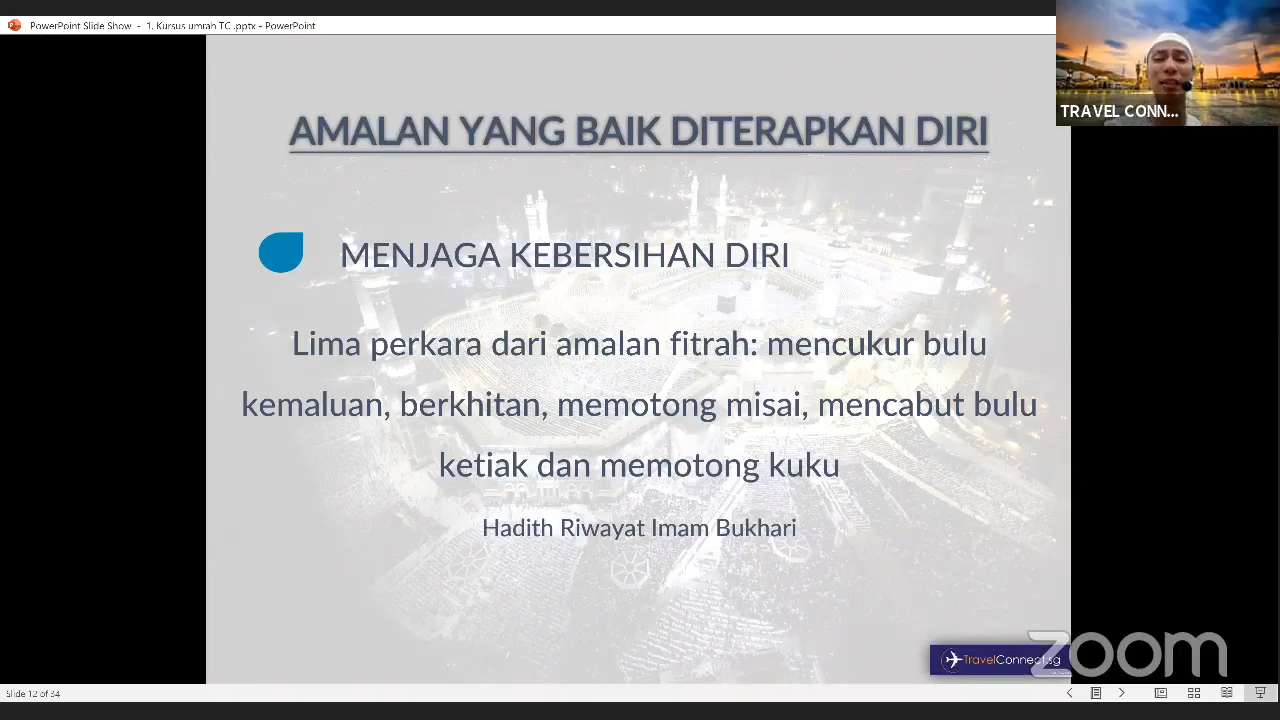 PowerPoint Slide Show - 1. Kursus umrah TC .pptx - PowerPoint
TRAVEL CONN...
AMALAN YANG BAIK DITERAPKAN DIRI
MENJAGA KEBERSIHAN DIRI
Lima perkara dari amalan fitrah: mencukur bulu
kemaluan, berkhitan, memotong misai, mencabut bulu
ketiak dan memotong kuku
Hadith Riwayat Imam Bukhari
TravelConnect.sg
zoom
Slide 12 of 34